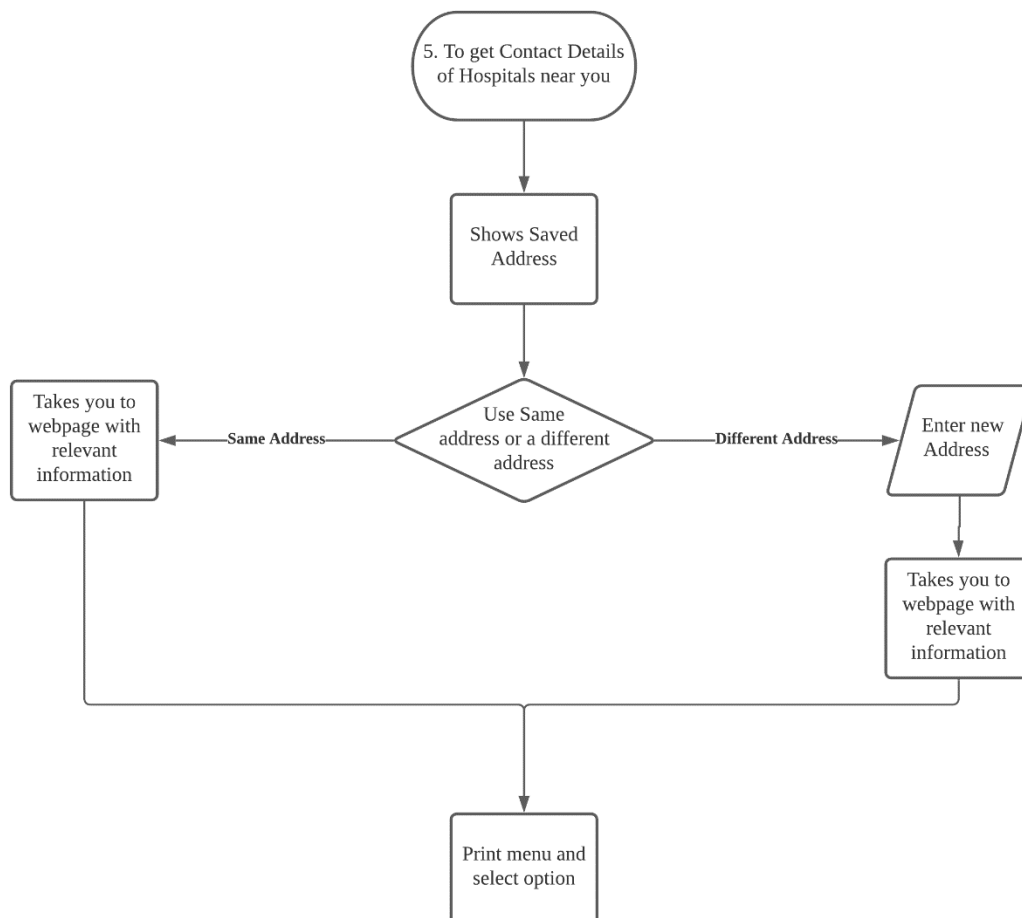 5. To get Contact Details
of Hospitals near you
Shows Saved
Address
Use Same
address or a different
address
Same Address
Different Address
Takes you to
webpage with
relevant
information
Enter new
Address
Takes you to
webpage with
relevant
information
Print menu and
select option